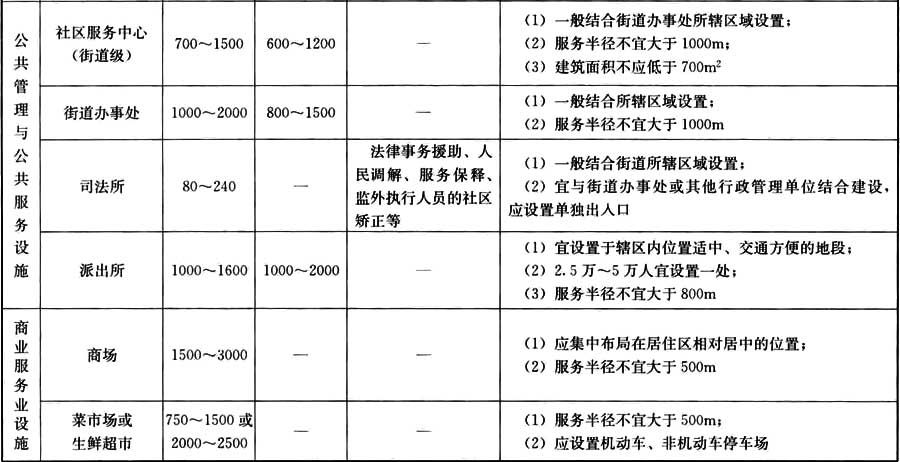 公共管理与公共服务设施
社区服务中心
（街道级）
700～1500
600～1200
—
（1）一般结合街道办事处所辖区域设置；
（2）服务半径不宜大于1000m；
（3）建筑面积不应低于700m²
街道办事处
1000～2000
800～1500
—
（1）一般结合所辖区域设置；
（2）服务半径不宜大于1000m
司法所
80～240
—
法律事务援助、人
民调解、服务保释、
监外执行人员的社区
矫正等
（1）一般结合街道所辖区域设置；
（2）宜与街道办事处或其他行政管理单位结合建设，
应设置单独出入口
派出所
1000～1600
1000～2000
—
（1）宜设置于辖区内位置适中、交通方便的地段；
（2）2.5万～5万人宜设置一处；
（3）服务半径不宜大于800m
商业服务业设施
商场
1500～3000
—
—
（1）应集中布局在居住区相对居中的位置；
（2）服务半径不宜大于500m
菜市场或
生鲜超市
750～1500或
2000～2500
—
—
（1）服务半径不宜大于500m；
（2）应设置机动车、非机动车停车场